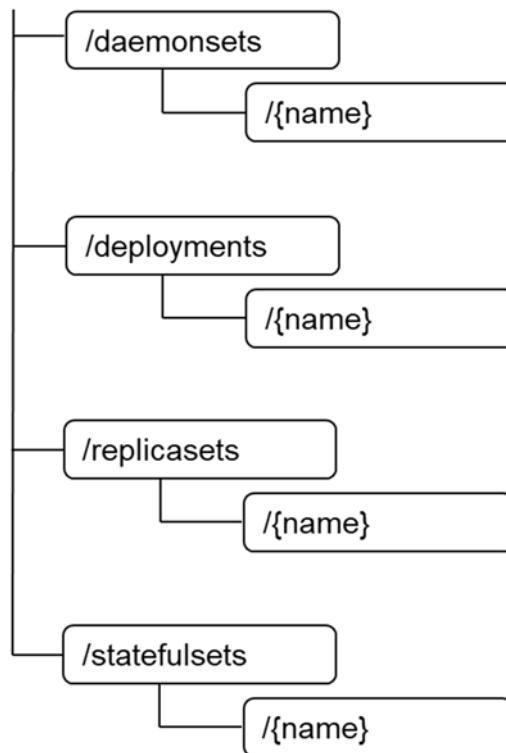 /daemonsets
/{name}
/deployments
/{name}
/replicasets
/{name}
/statefulsets
/{name}